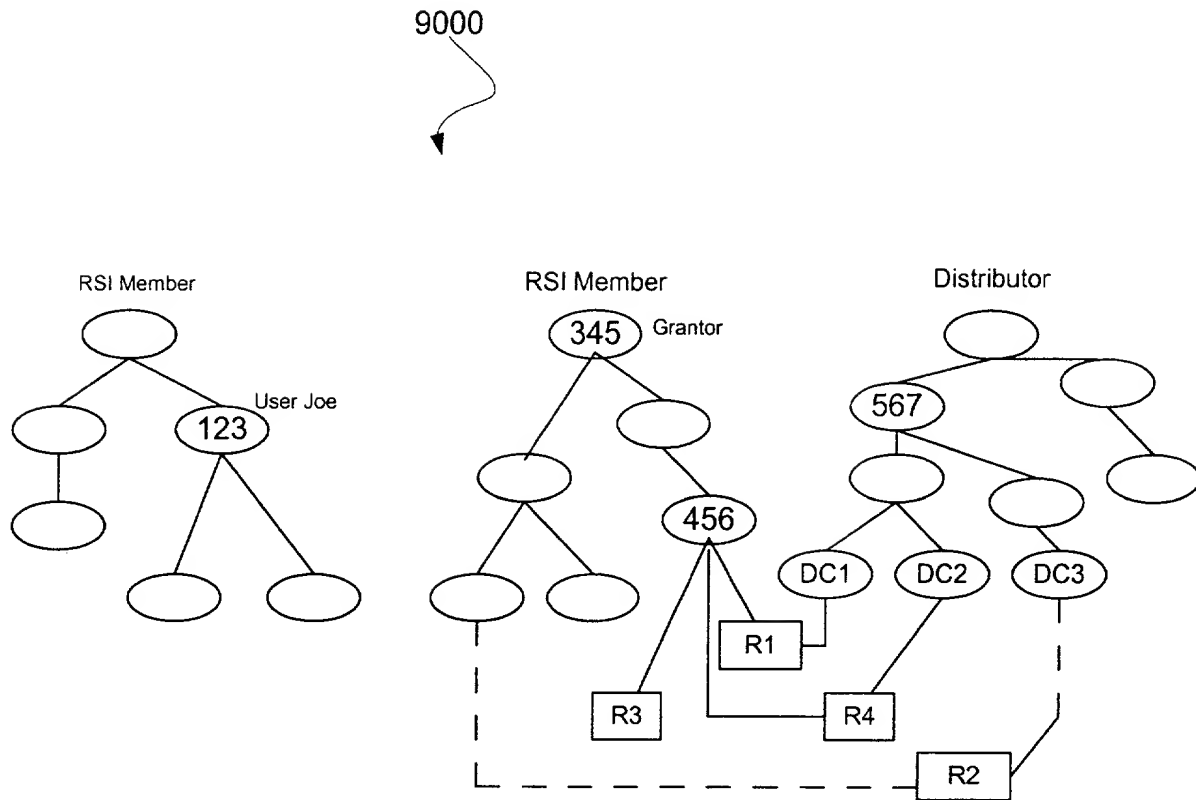 9000
RSI Member
RSI Member
Distributor
345
Grantor
123
User Joe
567
456
DC1
DC2
DC3
R1
R3
R4
R2